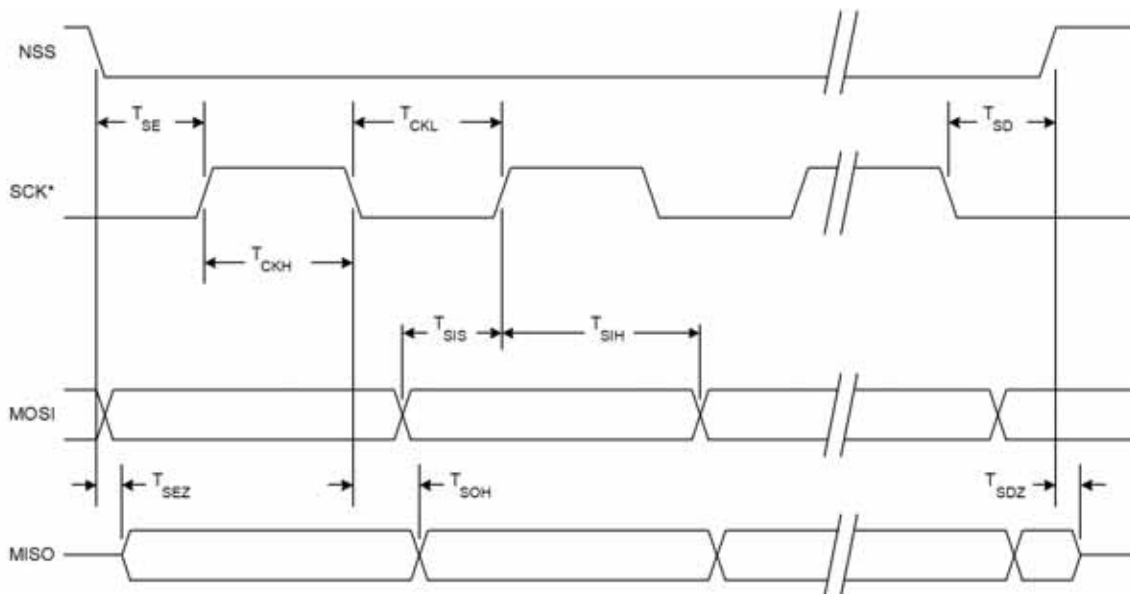 NSS
T_SE
T_CKL
T_SD
SCK*
T_CKH
T_SIS
T_SIH
MOSI
T_SEZ
T_SOH
T_SDZ
MISO